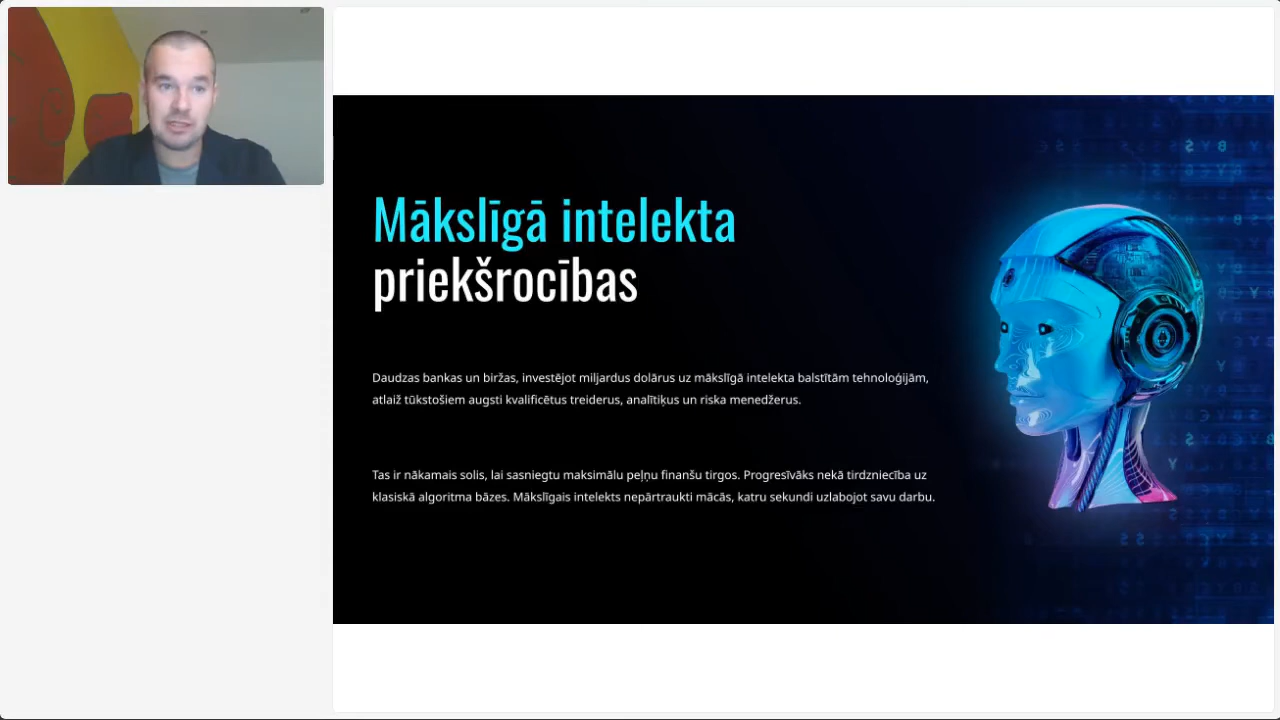 Mākslīgā intelekta
priekšrocības
Daudzas bankas un biržas, investējot miljardus dolārus uz mākslīgā intelekta balstītām tehnoloģijām,
atlaiž tūkstošiem augsti kvalificētus treiderus, analītiķus un riska menedžerus.
Tas ir nākamais solis, lai sasniegtu maksimālu peļņu finanšu tirgos. Progresīvāks nekā tirdzniecība uz
klasiskā algoritma bāzes. Mākslīgais intelekts nepārtraukti mācās, katru sekundi uzlabojot savu darbu.